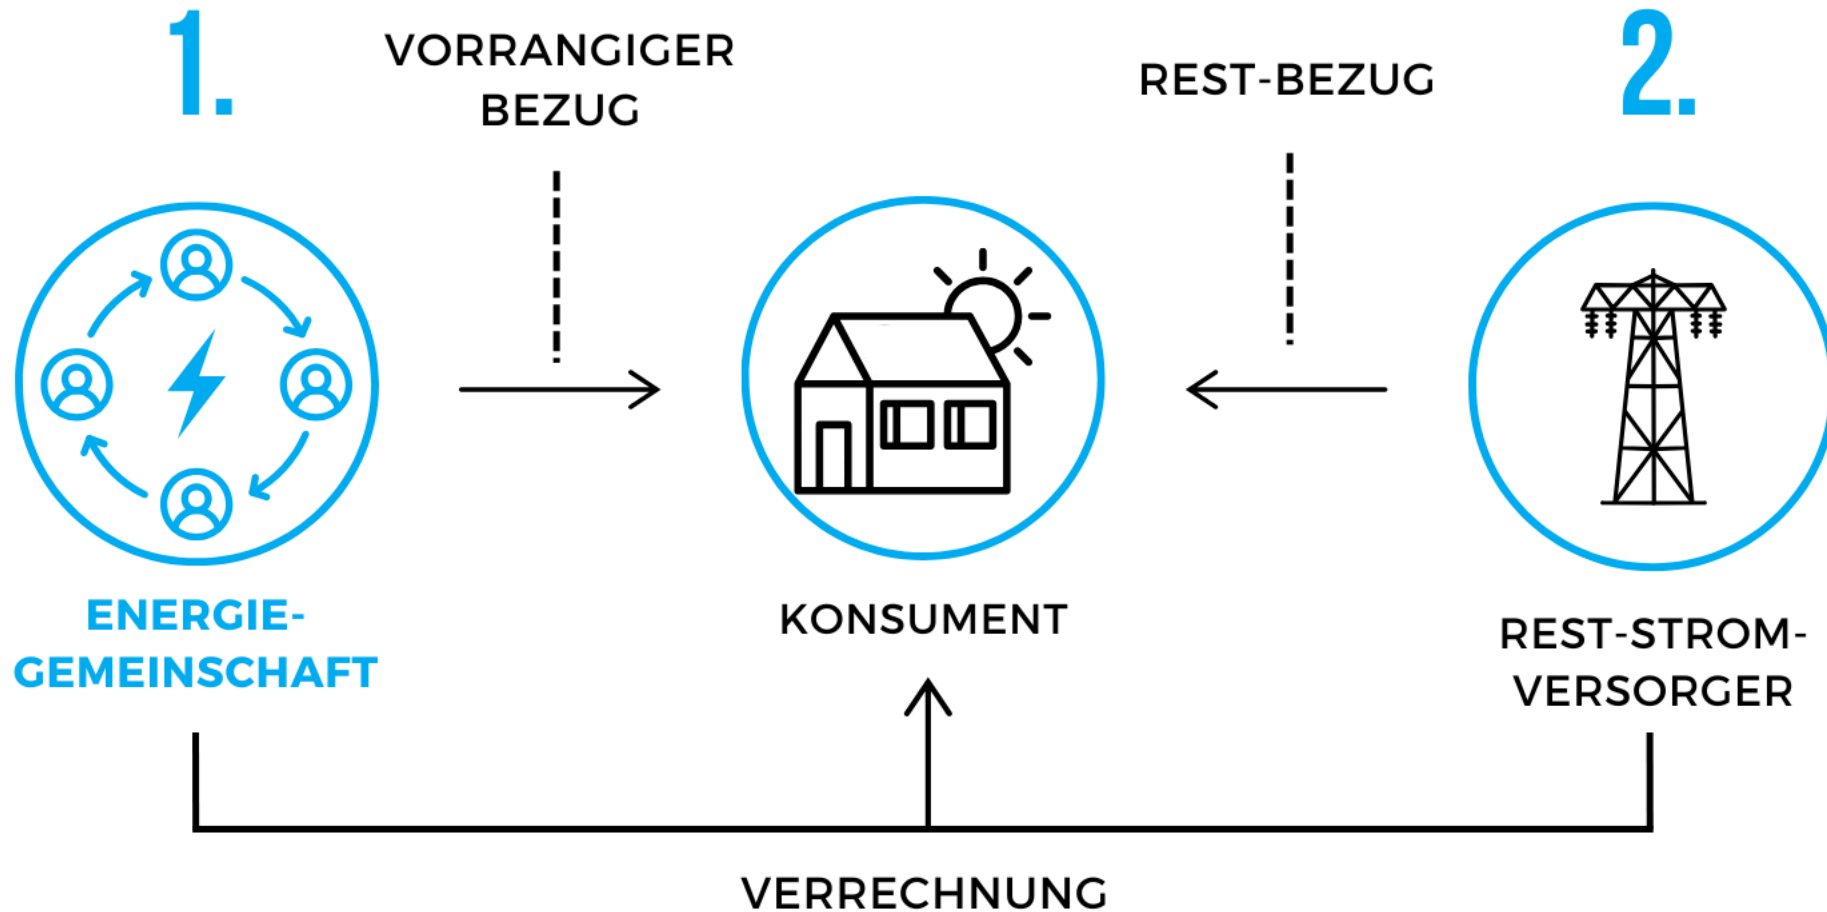 1.
VORRANGIGER
BEZUG
REST-BEZUG
2.
ENERGIE-
GEMEINSCHAFT
KONSUMENT
REST-STROM-
VERSORGER
VERRECHNUNG